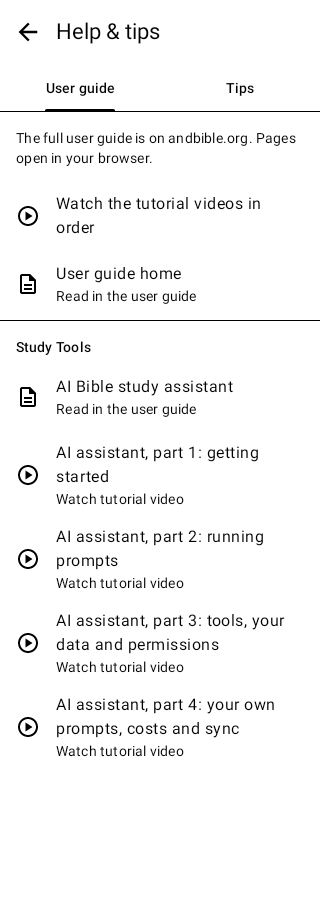 Help & tips
User guide
Tips
The full user guide is on andbible.org. Pages
open in your browser.
Watch the tutorial videos in
order
User guide home
Read in the user guide
Study Tools
AI Bible study assistant
Read in the user guide
AI assistant, part 1: getting
started
Watch tutorial video
AI assistant, part 2: running
prompts
Watch tutorial video
AI assistant, part 3: tools, your
data and permissions
Watch tutorial video
AI assistant, part 4: your own
prompts, costs and sync
Watch tutorial video